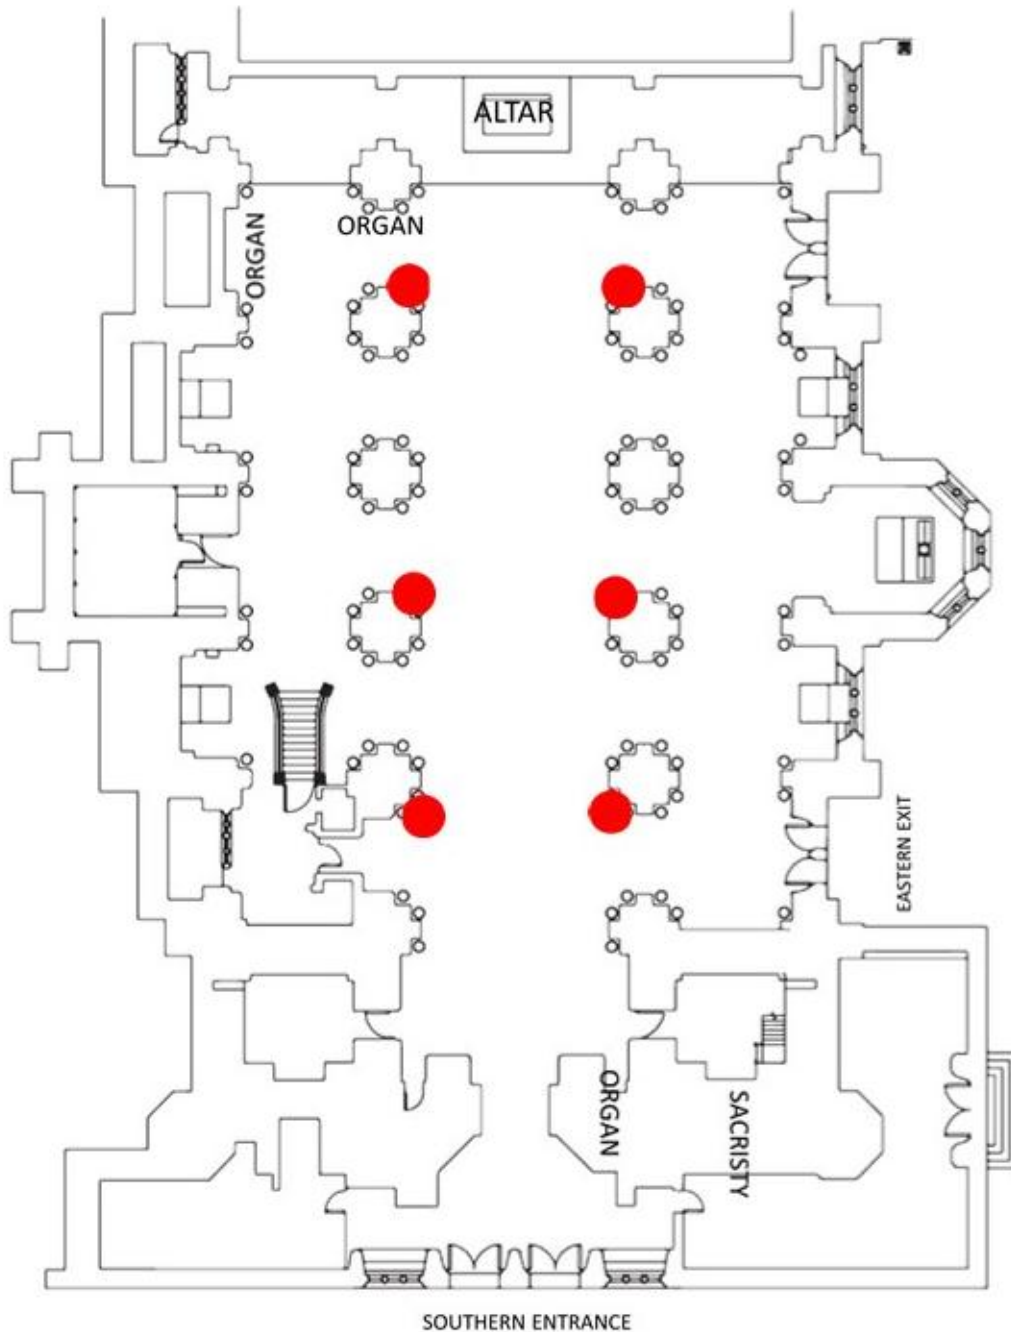 ALTAR
ORGAN
ORGAN
EASTERN EXIT
ORGAN
SACRISTY
SOUTHERN ENTRANCE